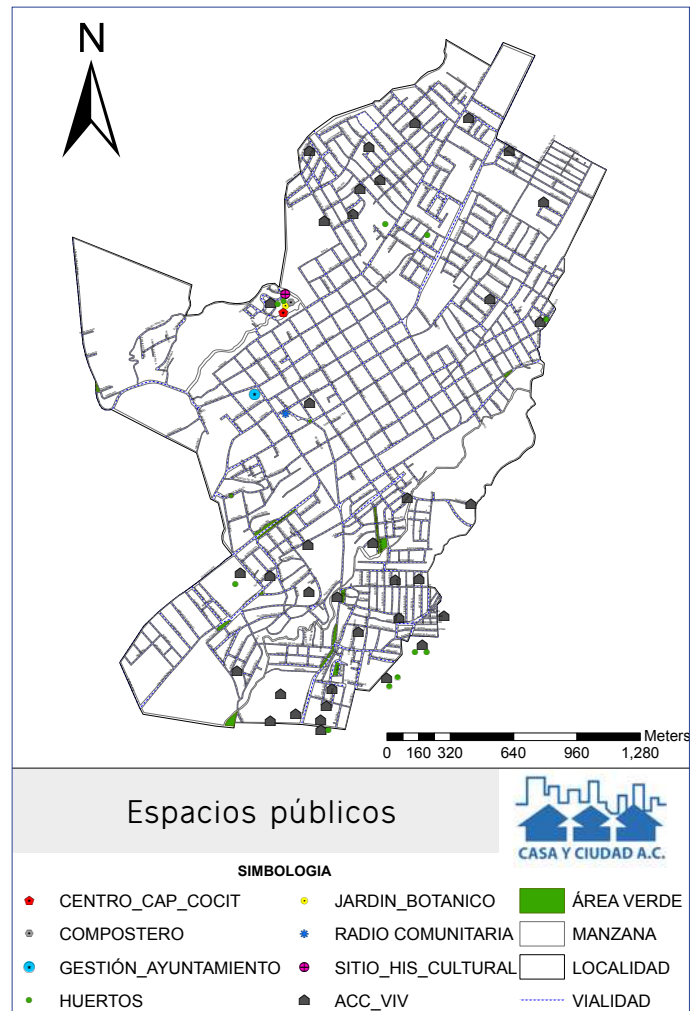 N
Meters
0 160 320 640 960 1,280
Espacios públicos
CASA Y CIUDAD A.C.
SIMBOLOGIA
CENTRO_CAP_COCIT
JARDIN_BOTANICO
ÁREA VERDE
COMPOSTERO
RADIO COMUNITARIA
MANZANA
GESTIÓN_AYUNTAMIENTO
SITIO_HIS_CULTURAL
LOCALIDAD
HUERTOS
ACC_VIV
VIALIDAD